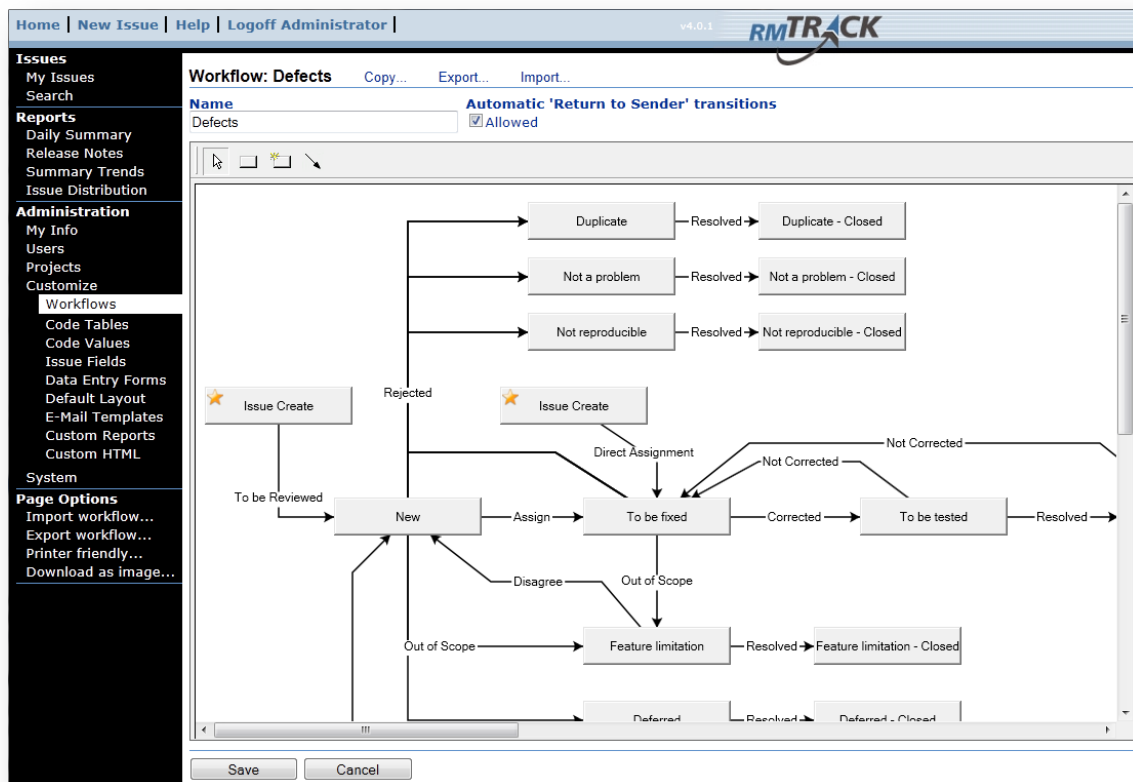 Home | New Issue | Help | Logoff Administrator |
v4.0.1
RMTRACK
Issues
My Issues
Search
Reports
Daily Summary
Release Notes
Summary Trends
Issue Distribution
Administration
My Info
Users
Projects
Customize
Workflows
Code Tables
Code Values
Issue Fields
Data Entry Forms
Default Layout
E-Mail Templates
Custom Reports
Custom HTML
System
Page Options
Import workflow...
Export workflow...
Printer friendly...
Download as image...
Workflow: Defects Copy... Export... Import...
Name Automatic 'Return to Sender' transitions
Defects Allowed
Duplicate Resolved Duplicate - Closed
Not a problem Resolved Not a problem - Closed
Not reproducible Resolved Not reproducible - Closed
Rejected
Issue Create Issue Create
Not Corrected
Direct Assignment Not Corrected
To be Reviewed
New Assign To be fixed Corrected To be tested Resolved
Disagree Out of Scope
Out of Scope Feature limitation Resolved Feature limitation - Closed
Deferred Resolved Deferred - Closed
Save Cancel